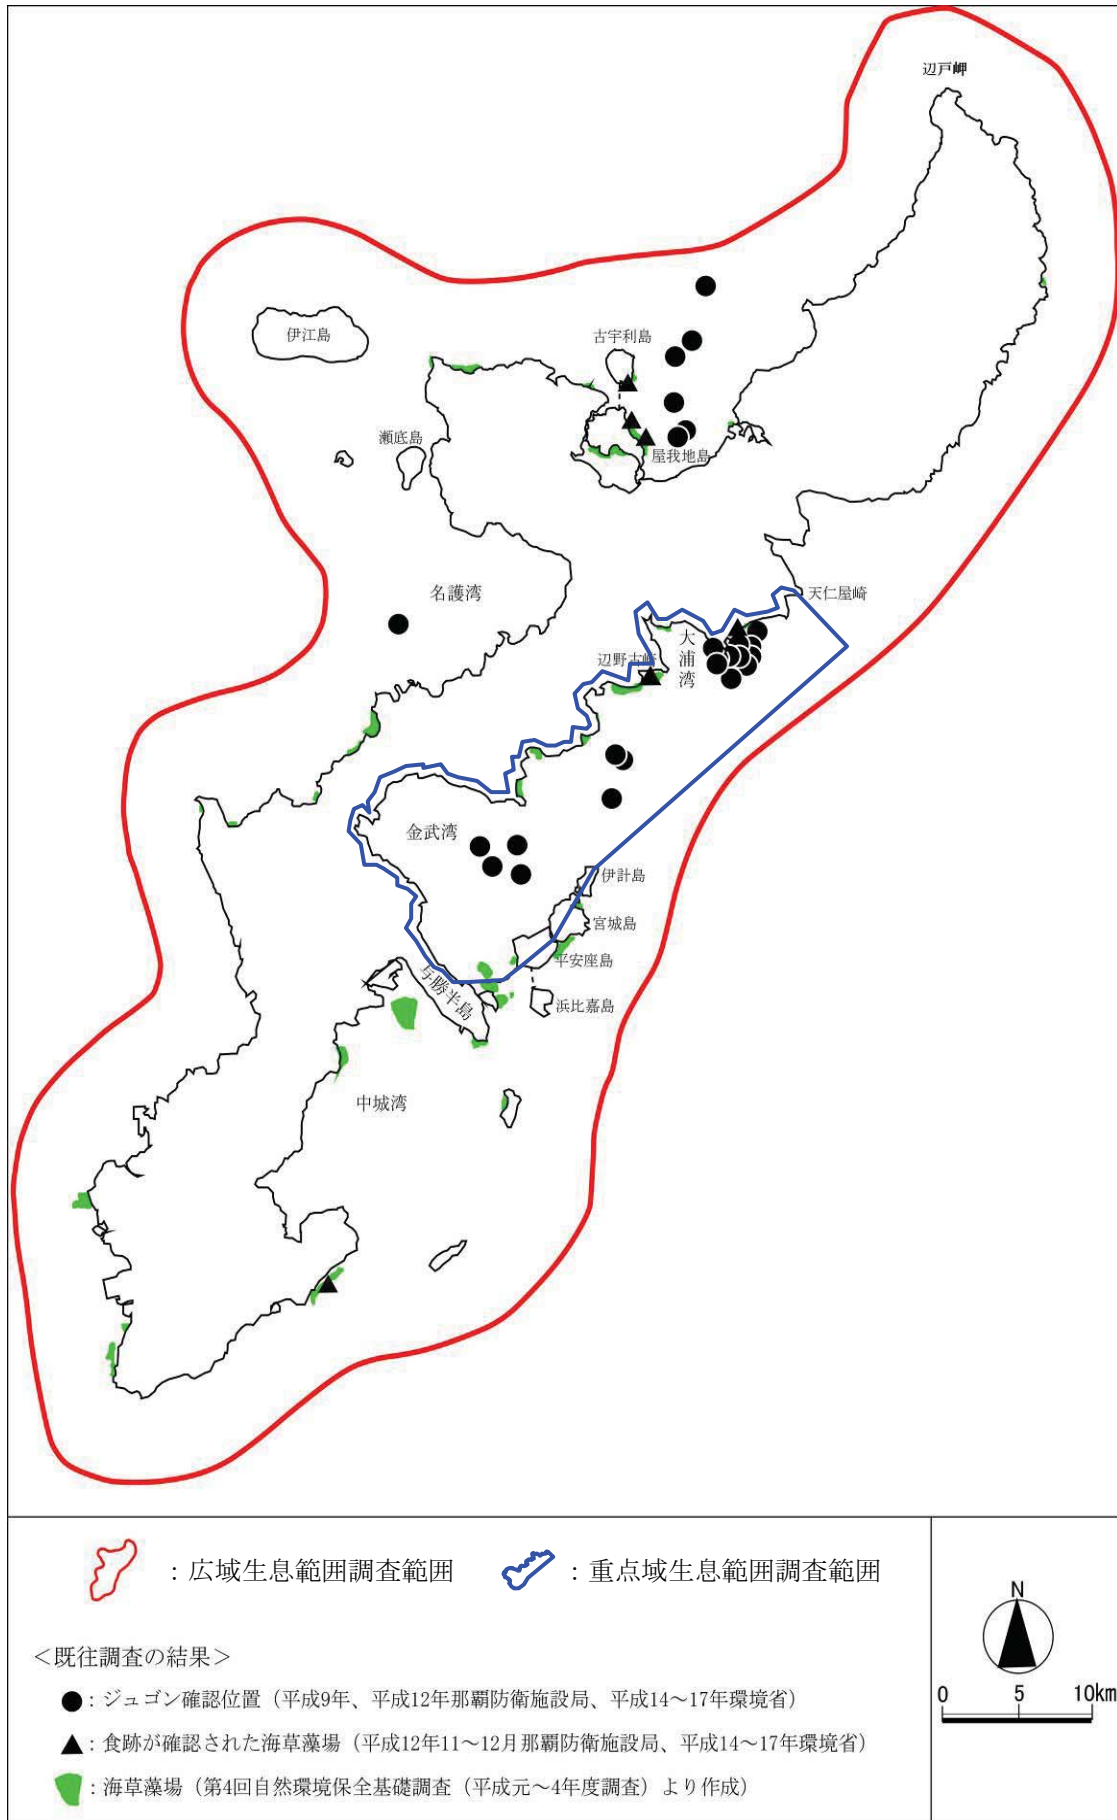 辺戸岬
伊江島
古宇利島
瀬底島
屋我地島
名護湾
天仁屋崎
大浦湾
辺野古崎
金武湾
伊計島
宮城島
平安座島
与勝半島
浜比嘉島
中城湾
：広域生息範囲調査範囲
：重点域生息範囲調査範囲
＜既往調査の結果＞
：ジュゴン確認位置（平成9年、平成12年那覇防衛施設局、平成14～17年環境省）
：食跡が確認された海草藻場（平成12年11～12月那覇防衛施設局、平成14～17年環境省）
：海草藻場（第4回自然環境保全基礎調査（平成元～4年度調査）より作成）
N
0 5 10km